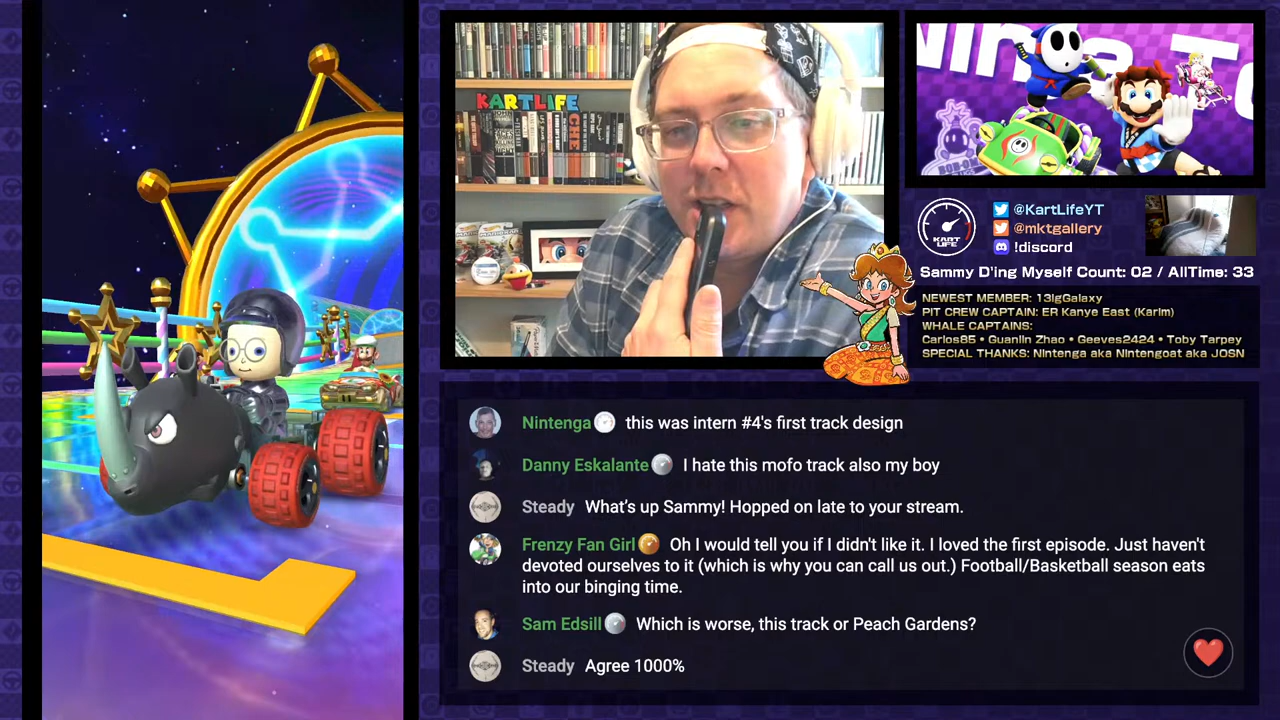 KARTLIFE
CHE
KART LIFE
@KartLifeYT
@mktgallery
!discord
Sammy D'ing Myself Count: 02 / AllTime: 33
NEWEST MEMBER: 13lgGalaxy
PIT CREW CAPTAIN: ER Kanye East (Karim)
WHALE CAPTAINS:
Carlos85 • Guanlin Zhao • Geeves2424 • Toby Tarpey
SPECIAL THANKS: Nintenga aka Nintengoat aka JOSN
Nintenga this was intern #4's first track design
Danny Eskalante I hate this mofo track also my boy
Steady What's up Sammy! Hopped on late to your stream.
Frenzy Fan Girl Oh I would tell you if I didn't like it. I loved the first episode. Just haven't
devoted ourselves to it (which is why you can call us out.) Football/Basketball season eats
into our binging time.
Sam Edsill Which is worse, this track or Peach Gardens?
Steady Agree 1000%